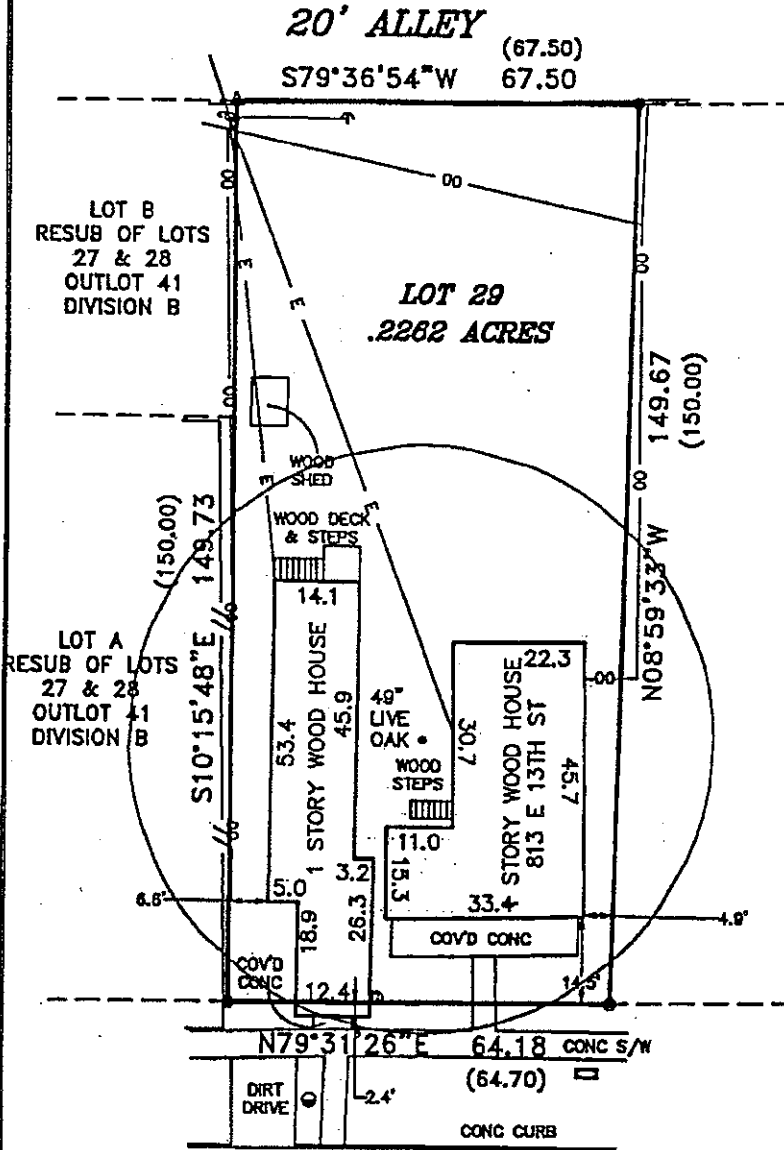 20' ALLEY
(67.50)
S79°36'54"W 67.50
LOT B
RESUB OF LOTS
27 & 28
OUTLOT 41
DIVISION B
LOT 29
.2262 ACRES
149.67
(150.00)
N08°59'33"W
WOOD
SHED
WOOD DECK
& STEPS
S10°15'48"E 149.73
(150.00)
LOT A
RESUB OF LOTS
27 & 28
OUTLOT 41
DIVISION B
14.1
1 STORY WOOD HOUSE
53.4
45.9
49"
LIVE
OAK
WOOD
STEPS
22.3
30.7
STORY WOOD HOUSE
813 E 13TH ST
45.7
11.0
15.3
3.2
5.0
6.6'
18.9
26.3
33.4
4.9'
COV'D CONC
COV'D
CONC
12.4
14.5'
N79°31'26"E 64.18 CONC S/W
(64.70)
DIRT
DRIVE
2.4'
CONC CURB